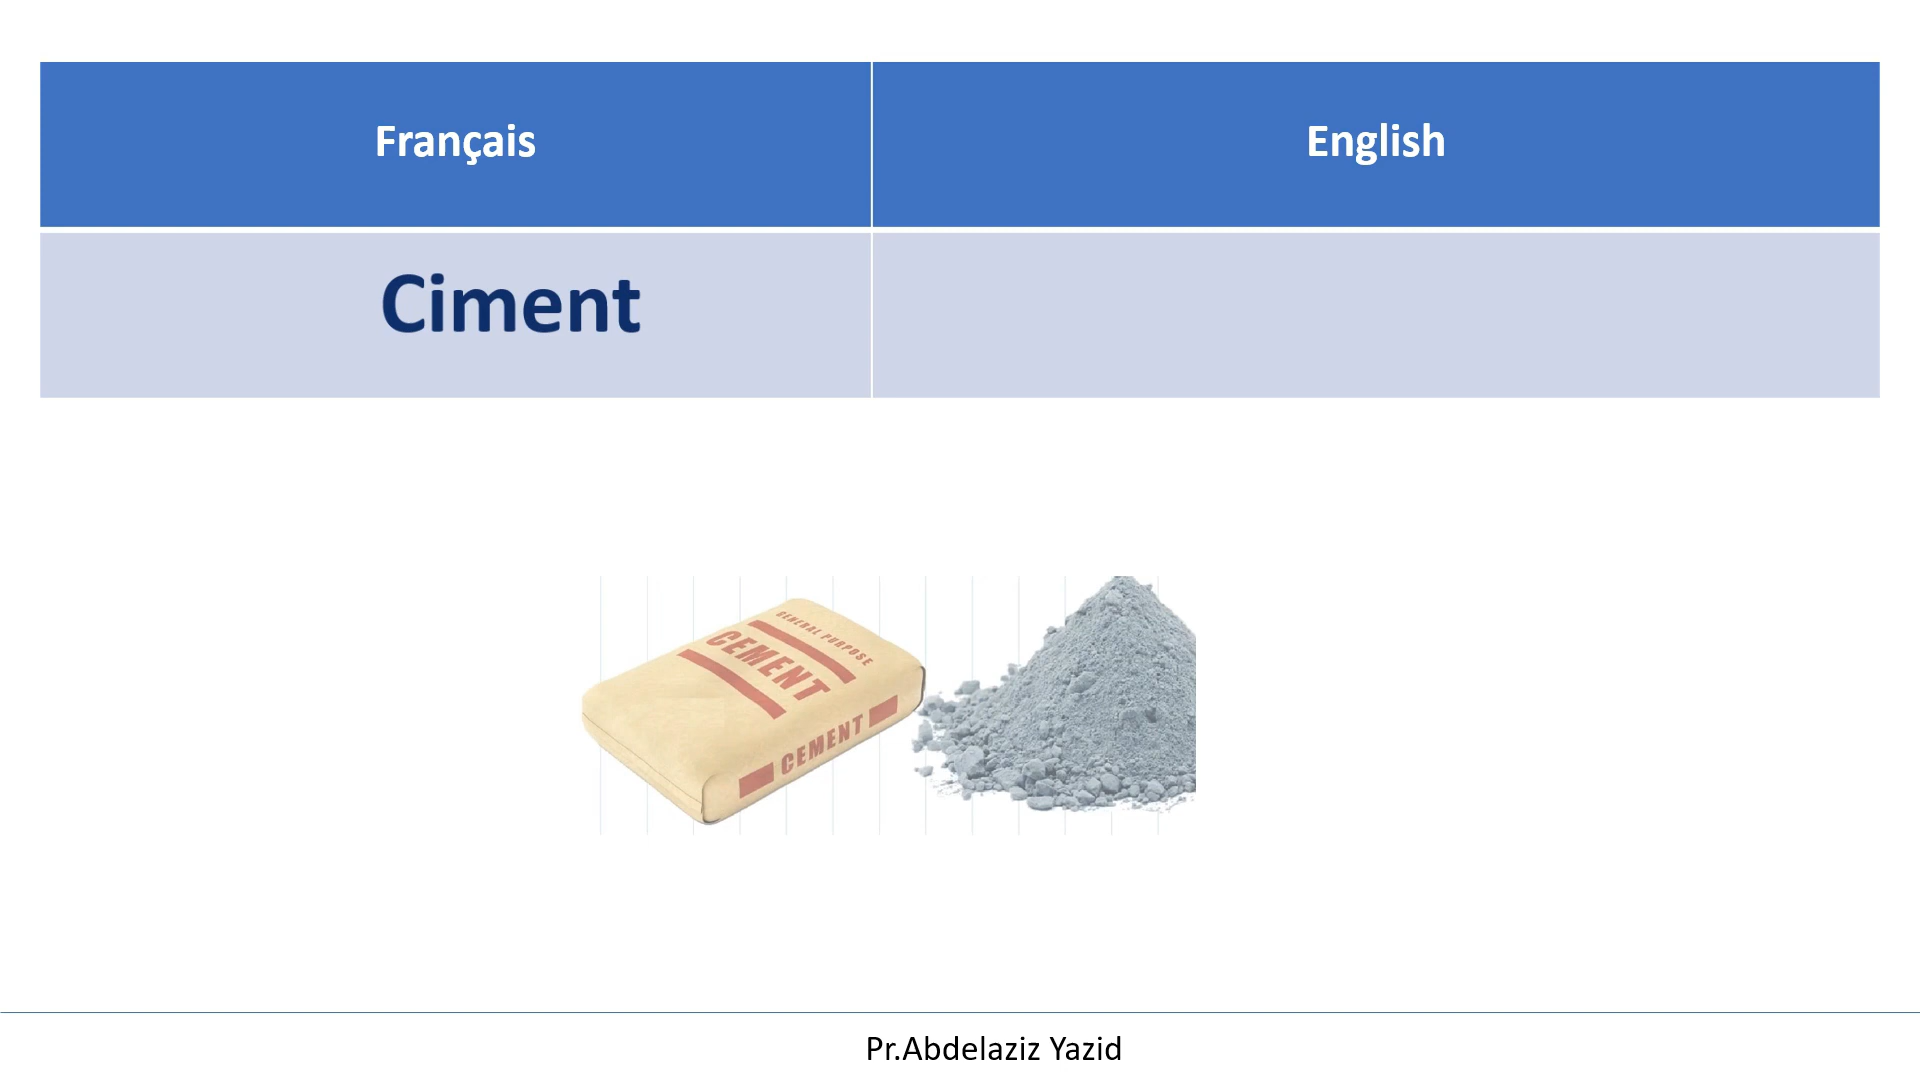 Français
English
Ciment
GENERAL PURPOSE
CEMENT
CEMENT
Pr.Abdelaziz Yazid